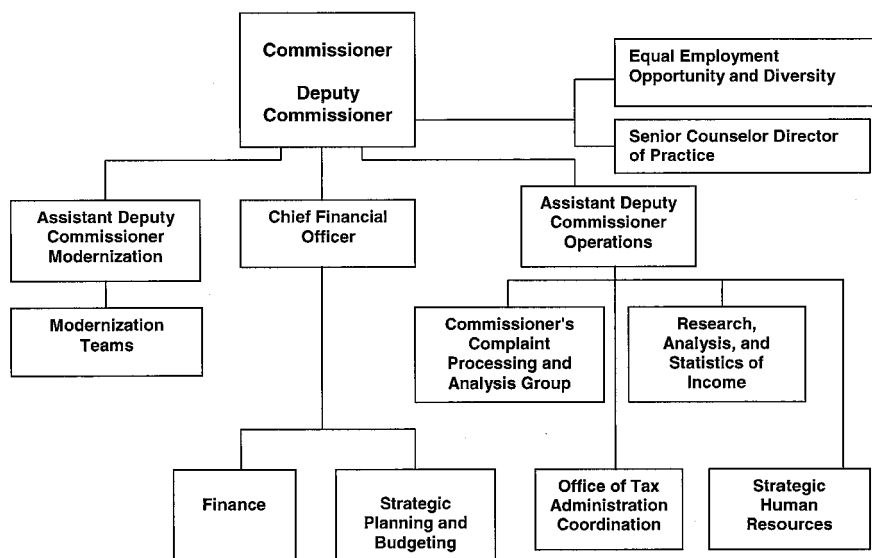 Commissioner
Deputy
Commissioner
Equal Employment
Opportunity and Diversity
Senior Counselor Director
of Practice
Assistant Deputy
Commissioner
Modernization
Chief Financial
Officer
Assistant Deputy
Commissioner
Operations
Modernization
Teams
Commissioner's
Complaint
Processing and
Analysis Group
Research,
Analysis, and
Statistics of
Income
Finance
Strategic
Planning and
Budgeting
Office of Tax
Administration
Coordination
Strategic
Human
Resources